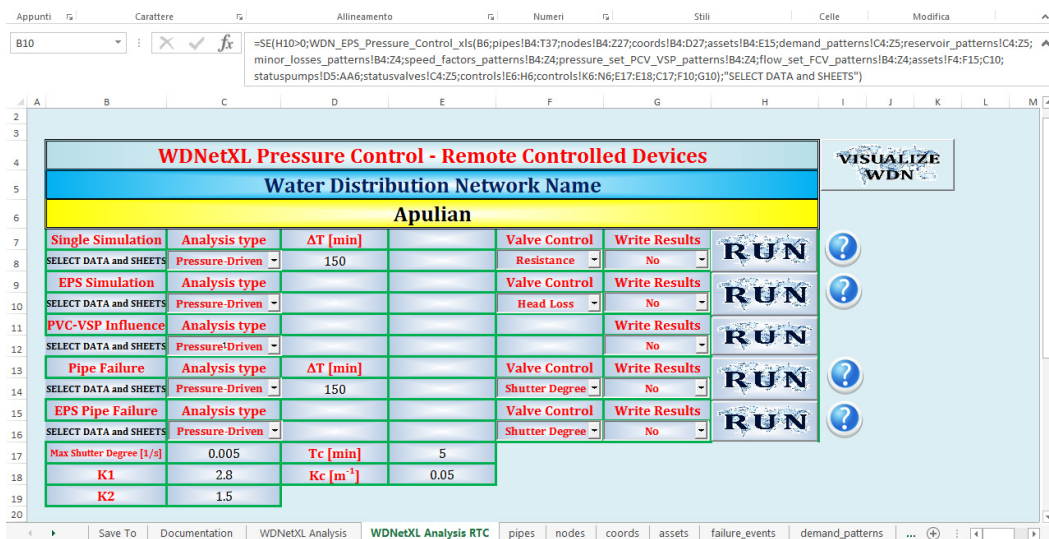 Appunti Carattere Allineamento Numeri Stili Celle Modifica
B10 fx =SE(H10>0;WDN_EPS_Pressure_Control_xls(B6;pipes!B4:T37;nodes!B4:Z27;coords!B4:D27;assets!B4:E15;demand_patterns!C4:Z5;reservoir_patterns!C4:Z5;
minor_losses_patterns!B4:Z4;speed_factors_patterns!B4:Z4;pressure_set_PCV_VSP_patterns!B4:Z4;flow_set_FCV_patterns!B4:Z4;assets!F4:F15;C10;
statuspumps!D5:AA6;statusvalves!C4:Z5;controls!E6:H6;controls!K6:N6;E17:E18;C17;F10;G10);"SELECT DATA and SHEETS")
A B C D E F G H I J K L M
2
3
4 WDNetXL Pressure Control - Remote Controlled Devices VISUALIZE WDN
5 Water Distribution Network Name
6 Apulian
7 Single Simulation Analysis type ΔT [min] Valve Control Write Results RUN ?
8 SELECT DATA and SHEETS Pressure-Driven 150 Resistance No
9 EPS Simulation Analysis type Valve Control Write Results RUN ?
10 SELECT DATA and SHEETS Pressure-Driven Head Loss No
11 PVC-VSP Influence Analysis type Write Results RUN
12 SELECT DATA and SHEETS Pressure-Driven No
13 Pipe Failure Analysis type ΔT [min] Valve Control Write Results RUN ?
14 SELECT DATA and SHEETS Pressure-Driven 150 Shutter Degree No
15 EPS Pipe Failure Analysis type Valve Control Write Results RUN ?
16 SELECT DATA and SHEETS Pressure-Driven Shutter Degree No
17 Max Shutter Degree [1/s] 0.005 Tc [min] 5
18 K1 2.8 Kc [m⁻¹] 0.05
19 K2 1.5
20
Save To Documentation WDNetXL Analysis WDNetXL Analysis RTC pipes nodes coords assets failure_events demand_patterns ...